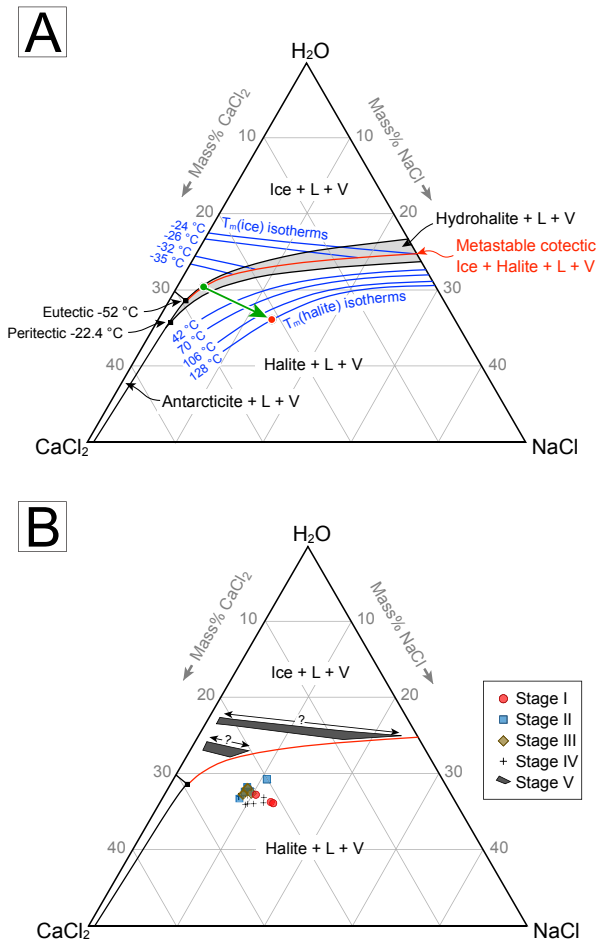 A
H₂O
Mass% CaCl₂
Mass% NaCl
10
10
Ice + L + V
20
20
-24 °C
-26 °C
-32 °C
-35 °C
Tₘ(ice) isotherms
Hydrohalite + L + V
Metastable cotectic
Ice + Halite + L + V
30
30
Eutectic -52 °C
Peritectic -22.4 °C
42 °C
70 °C
106 °C
128 °C
Tₘ(halite) isotherms
40
40
Halite + L + V
Antarcticite + L + V
CaCl₂
NaCl
B
H₂O
Mass% CaCl₂
Mass% NaCl
10
10
Ice + L + V
20
20
?
?
30
30
Stage I
Stage II
Stage III
Stage IV
Stage V
40
40
Halite + L + V
CaCl₂
NaCl